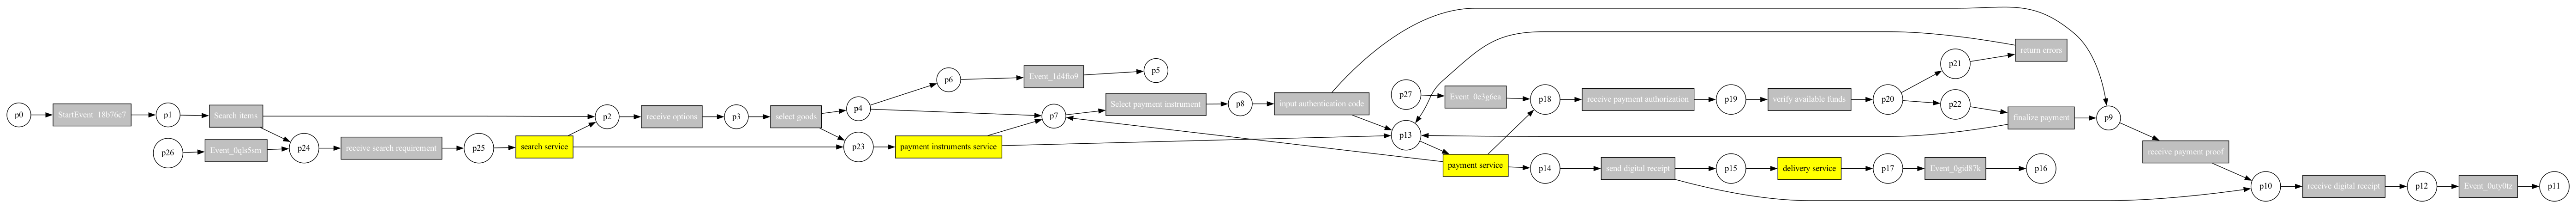 p0
StartEvent_18b76c7
p1
Search items
p26
Event_0qls5sm
p24
receive search requirement
p25
search service
p2
receive options
p3
select goods
p4
p23
p6
Event_1d4fto9
p5
payment instruments service
p7
Select payment instrument
p8
input authentication code
p27
Event_0e3g6eu
p13
payment service
p18
receive payment authorization
p19
verify available funds
p20
p21
p22
return errors
finalize payment
p9
p14
send digital receipt
p15
delivery service
p17
Event_0gid87k
p16
receive payment proof
p10
receive digital receipt
p12
Event_0uty0tz
p11